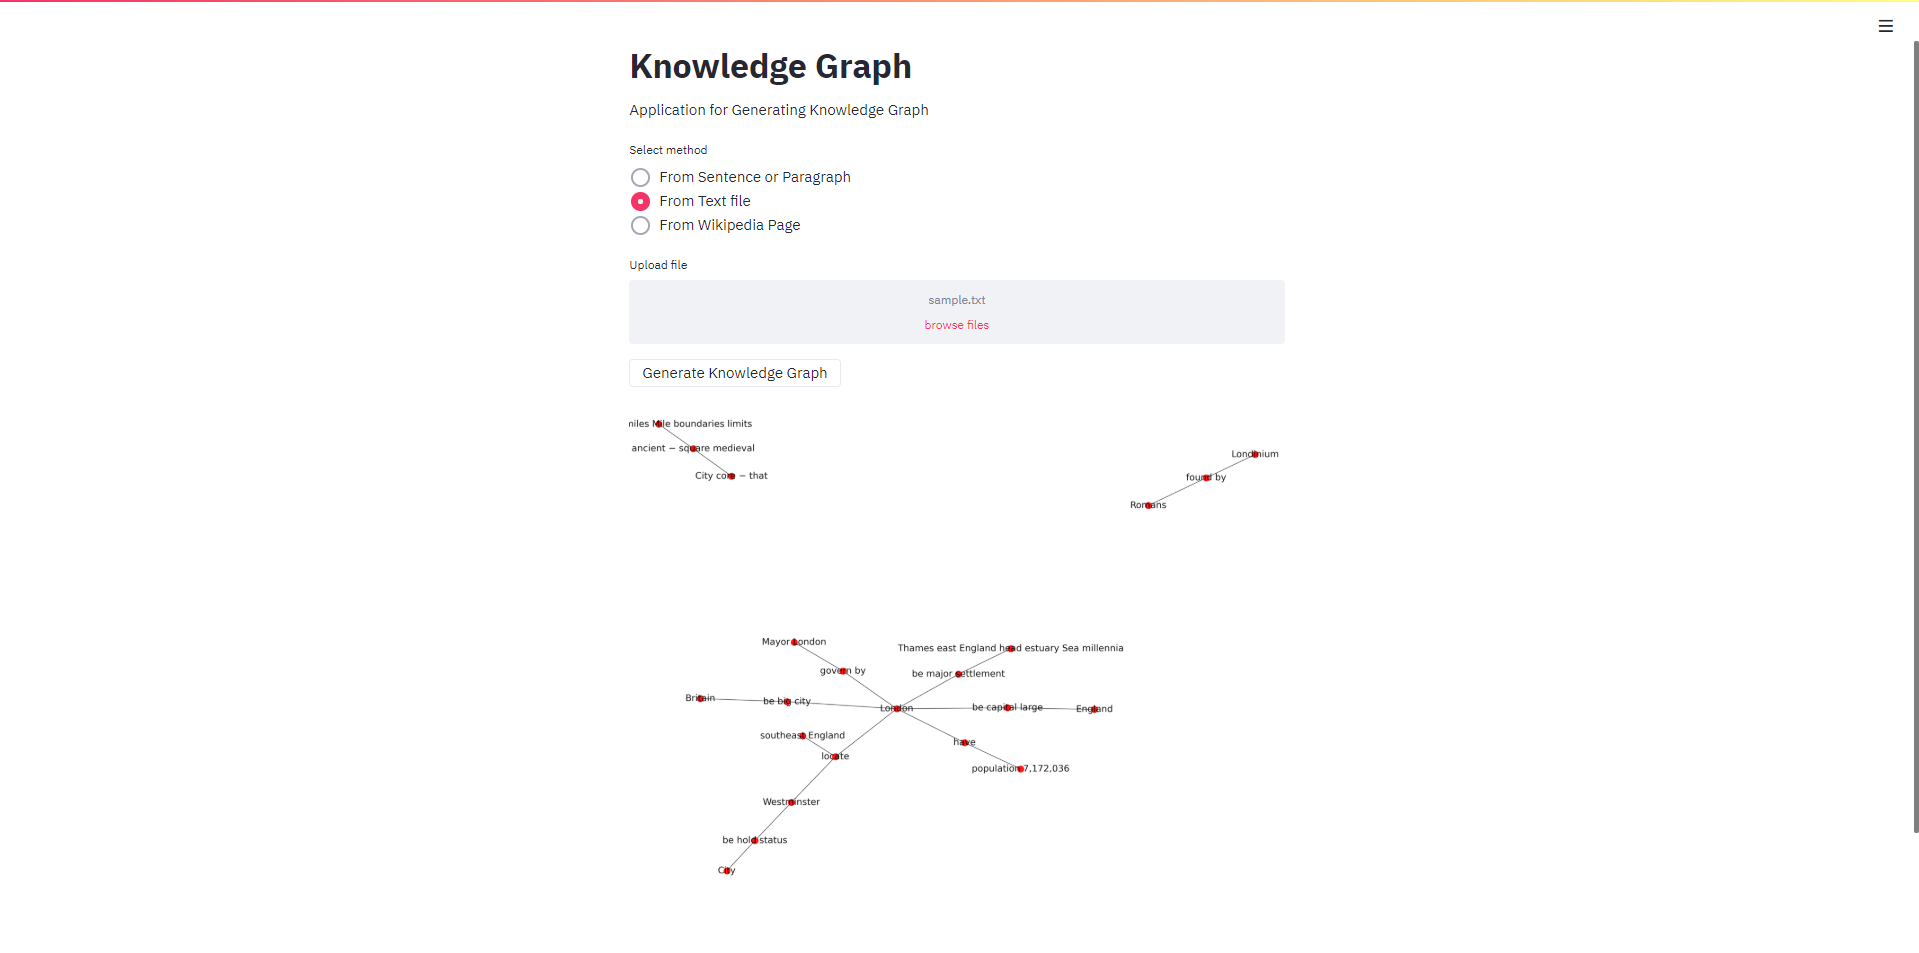 Knowledge Graph
Application for Generating Knowledge Graph
Select method
From Sentence or Paragraph
From Text file
From Wikipedia Page
Upload file
sample.txt
browse files
Generate Knowledge Graph
miles Mile boundaries limits
ancient – square medieval
City core – that
Londinium
found by
Romans
Mayor London
govern by
Thames east England head estuary Sea millennia
be major settlement
Britain
be big city
London
be capital large
England
southeast England
locate
have
population 7,172,036
Westminster
be hold status
City